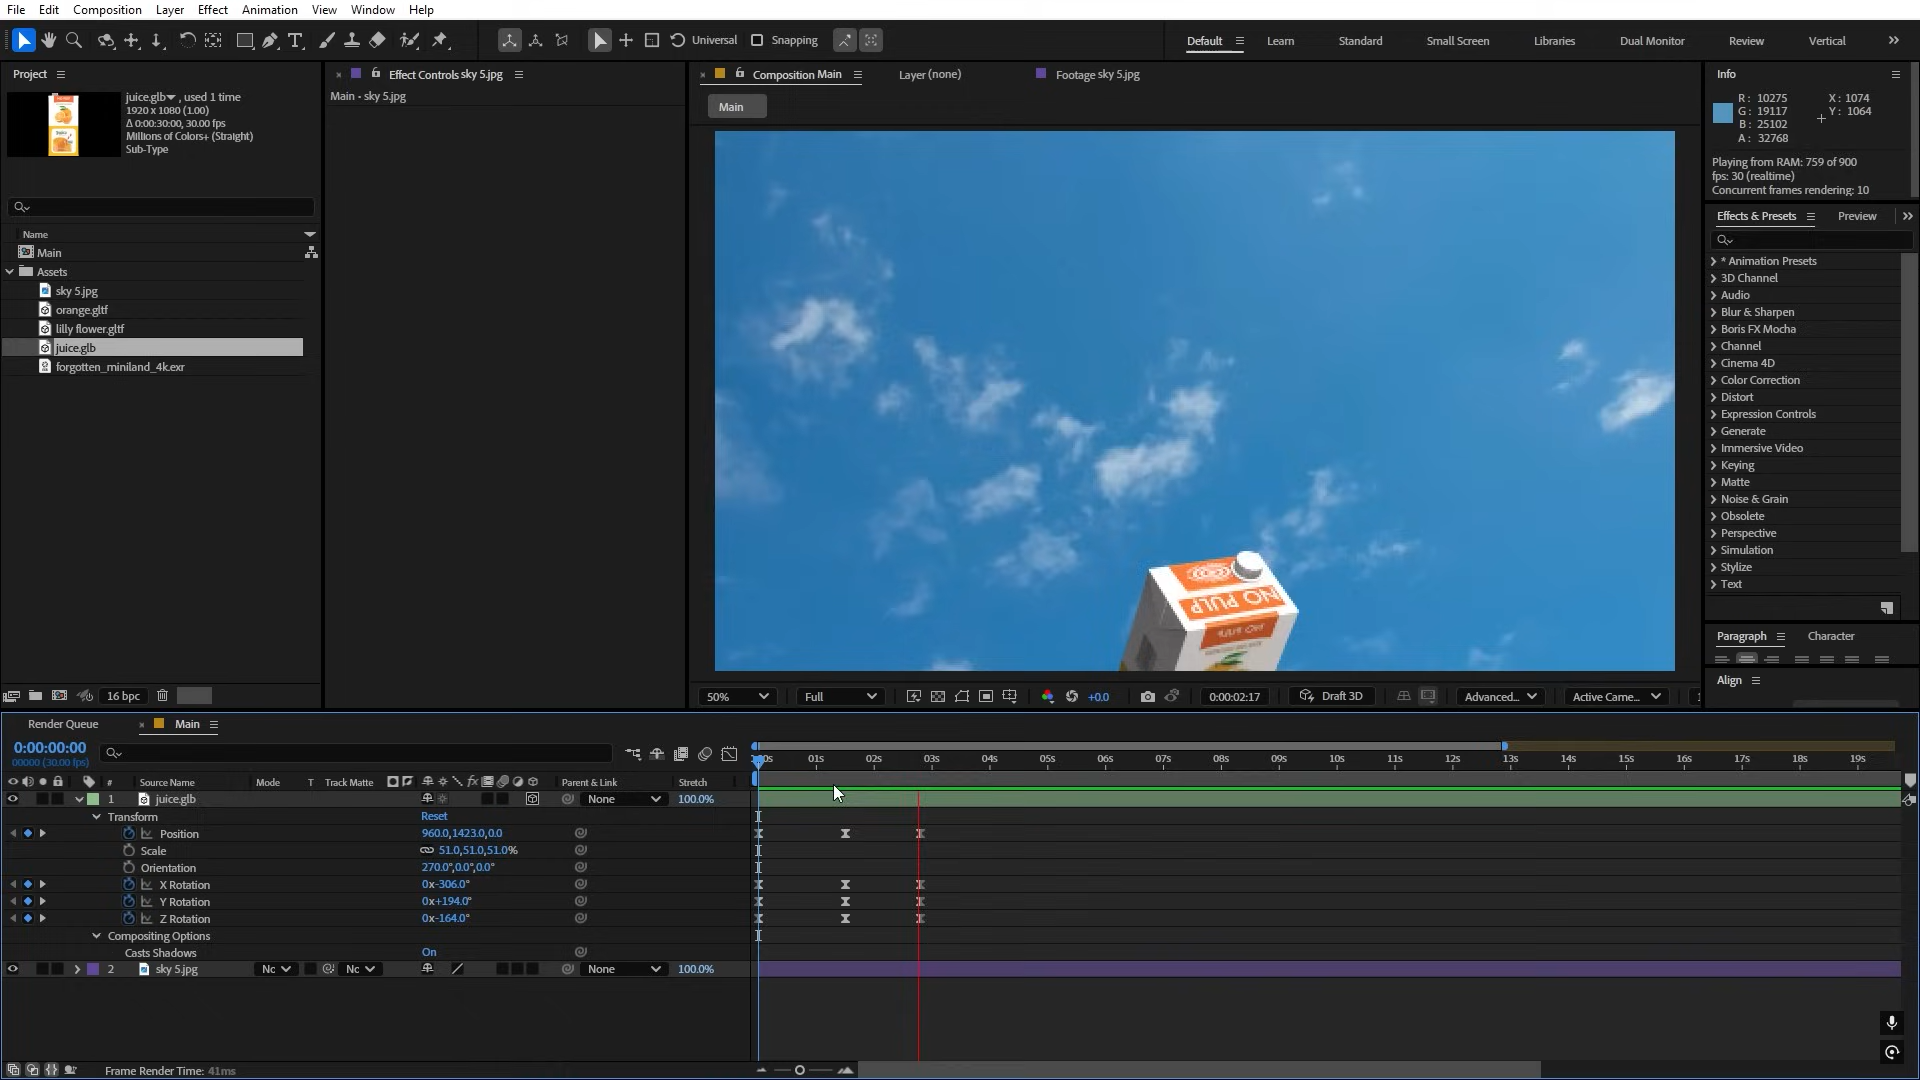 File Edit Composition Layer Effect Animation View Window Help
Universal Snapping
Default Learn Standard Small Screen Libraries Dual Monitor Review Vertical
Project
juice.glb , used 1 time
1920 x 1080 (1.00)
Δ 0:00:30:00, 30.00 fps
Millions of Colors+ (Straight)
Sub-Type
Name
Main
Assets
sky 5.jpg
orange.gltf
lilly flower.gltf
juice.glb
forgotten_miniland_4k.exr
16 bpc
Effect Controls sky 5.jpg
Main - sky 5.jpg
Composition Main
Layer (none)
Footage sky 5.jpg
Main
NO PULP
50%
Full
+0.0
0:00:02:17
Draft 3D
Advanced...
Active Came...
Info
R: 10275
G: 19117
B: 25102
A: 32768
X: 1074
Y: 1064
Playing from RAM: 759 of 900
fps: 30 (realtime)
Concurrent frames rendering: 10
Effects & Presets
Preview
* Animation Presets
3D Channel
Audio
Blur & Sharpen
Boris FX Mocha
Channel
Cinema 4D
Color Correction
Distort
Expression Controls
Generate
Immersive Video
Keying
Matte
Noise & Grain
Obsolete
Perspective
Simulation
Stylize
Text
Paragraph
Character
Align
Render Queue
Main
0:00:00:00
00000 (30.00 fps)
# Source Name Mode T Track Matte fx Parent & Link Stretch
01s 02s 03s 04s 05s 06s 07s 08s 09s 10s 11s 12s 13s 14s 15s 16s 17s 18s 19s
1 juice.glb None 100.0%
Transform Reset
Position 960.0,1423.0,0.0
Scale 51.0,51.0,51.0%
Orientation 270.0°,0.0°,0.0°
X Rotation 0x-306.0°
Y Rotation 0x+194.0°
Z Rotation 0x-164.0°
Compositing Options
Casts Shadows On
2 sky 5.jpg Nc Nc None 100.0%
Frame Render Time: 41ms